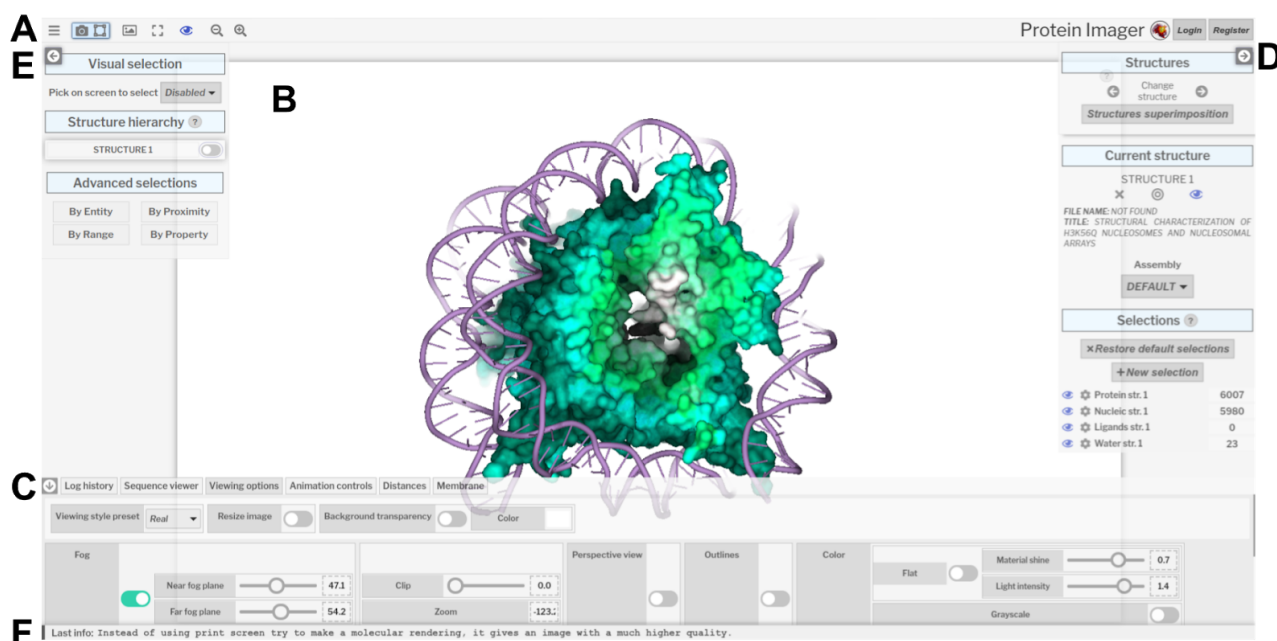 A
Protein Imager
Login
Register
E
Visual selection
Pick on screen to select
Disabled
Structure hierarchy ?
STRUCTURE 1
Advanced selections
By Entity
By Proximity
By Range
By Property
B
D
Structures
?
Change
structure
Structures superimposition
Current structure
STRUCTURE 1
FILE NAME: NOT FOUND
TITLE: STRUCTURAL CHARACTERIZATION OF
H3K56Q NUCLEOSOMES AND NUCLEOSOMAL
ARRAYS
Assembly
DEFAULT
Selections ?
×Restore default selections
+New selection
Protein str. 1 6007
Nucleic str. 1 5980
Ligands str. 1 0
Water str. 1 23
C
Log history
Sequence viewer
Viewing options
Animation controls
Distances
Membrane
Viewing style preset
Real
Resize image
Background transparency
Color
Fog
Near fog plane 47.1
Far fog plane 54.2
Clip 0.0
Zoom -123.
Perspective view
Outlines
Color
Flat
Material shine 0.7
Light intensity 1.4
Grayscale
F
Last info: Instead of using print screen try to make a molecular rendering, it gives an image with a much higher quality.